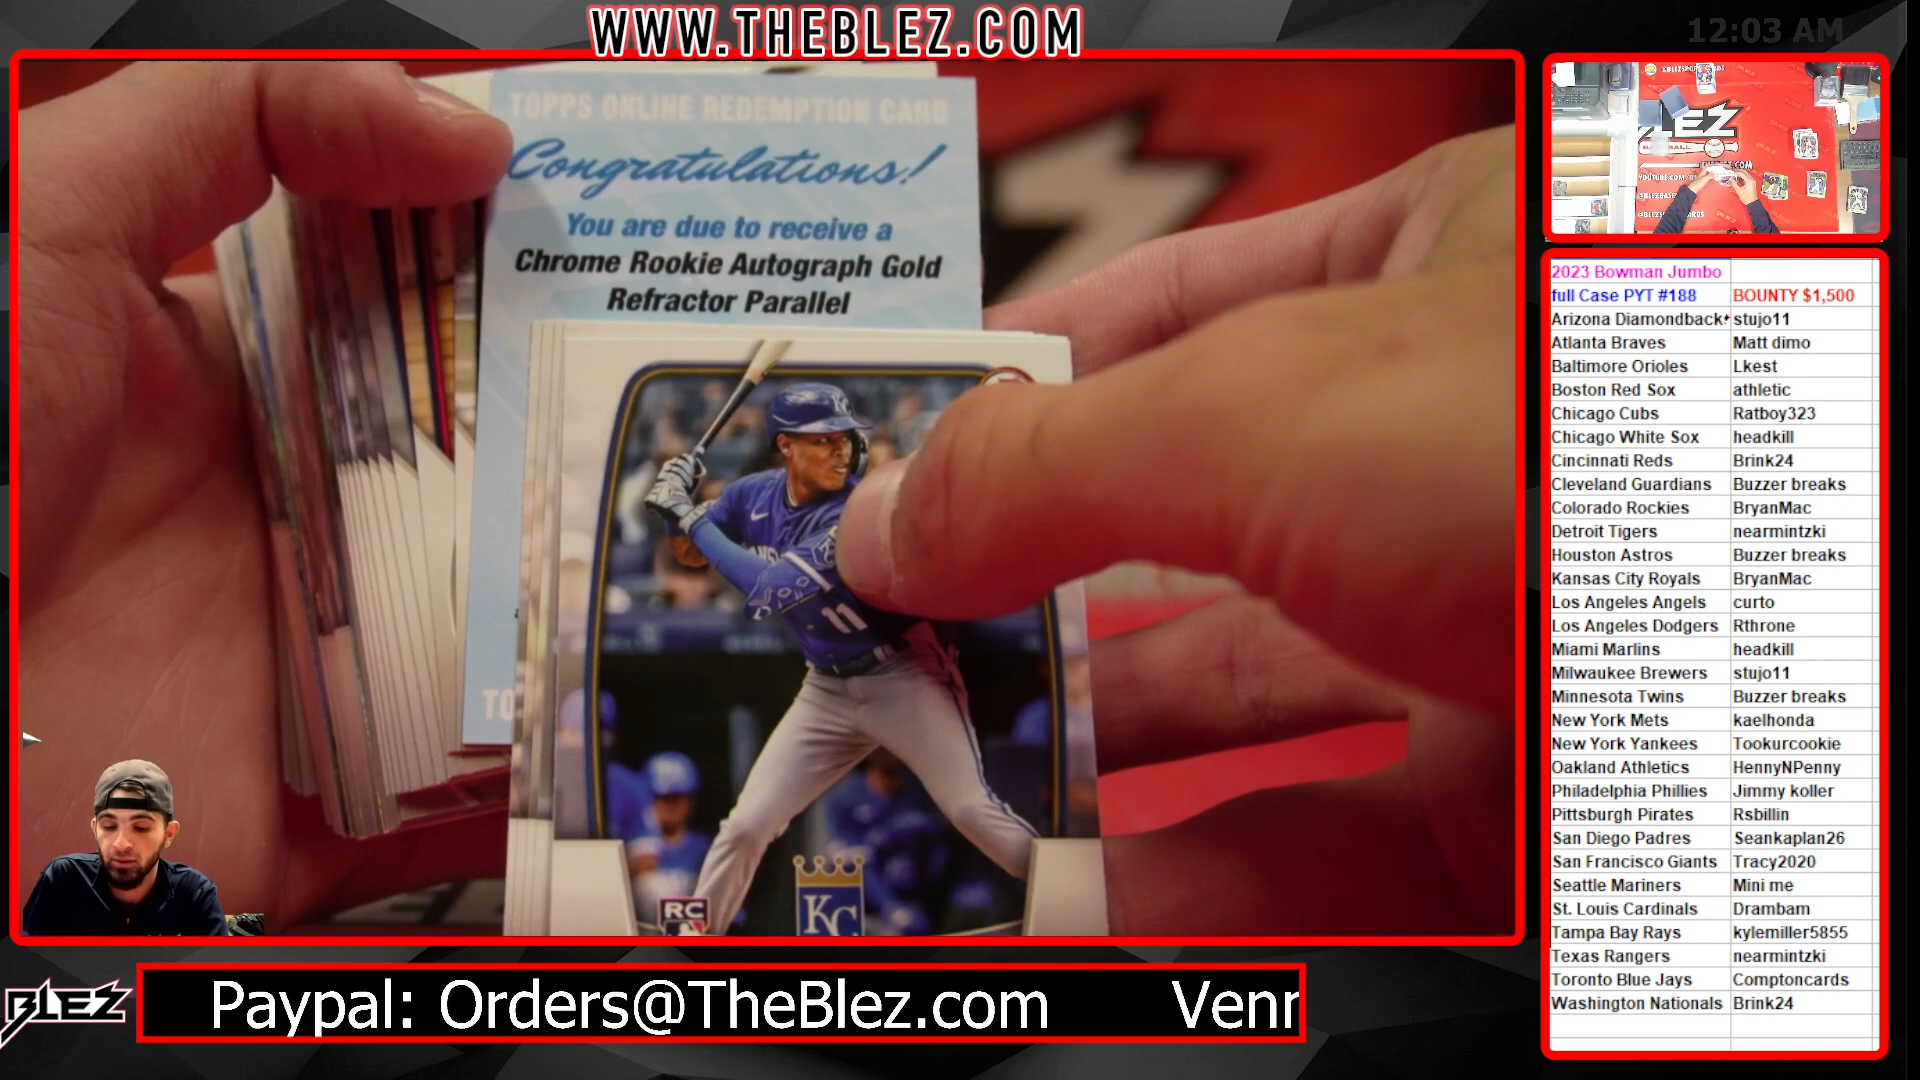 WWW.THEBLEZ.COM
12:03 AM
TOPPS ONLINE REDEMPTION CARD
Congratulations!
You are due to receive a
Chrome Rookie Autograph Gold
Refractor Parallel
TO
11
RC
KC
BLEZ
Paypal: Orders@TheBlez.com Venr
2023 Bowman Jumbo
full Case PYT #188 BOUNTY $1,500
Arizona Diamondback stujo11
Atlanta Braves Matt dimo
Baltimore Orioles Lkest
Boston Red Sox athletic
Chicago Cubs Ratboy323
Chicago White Sox headkill
Cincinnati Reds Brink24
Cleveland Guardians Buzzer breaks
Colorado Rockies BryanMac
Detroit Tigers nearmintzki
Houston Astros Buzzer breaks
Kansas City Royals BryanMac
Los Angeles Angels curto
Los Angeles Dodgers Rthrone
Miami Marlins headkill
Milwaukee Brewers stujo11
Minnesota Twins Buzzer breaks
New York Mets kaelhonda
New York Yankees Tookurcookie
Oakland Athletics HennyNPenny
Philadelphia Phillies Jimmy koller
Pittsburgh Pirates Rsbillin
San Diego Padres Seankaplan26
San Francisco Giants Tracy2020
Seattle Mariners Mini me
St. Louis Cardinals Drambam
Tampa Bay Rays kylemiller5855
Texas Rangers nearmintzki
Toronto Blue Jays Comptoncards
Washington Nationals Brink24